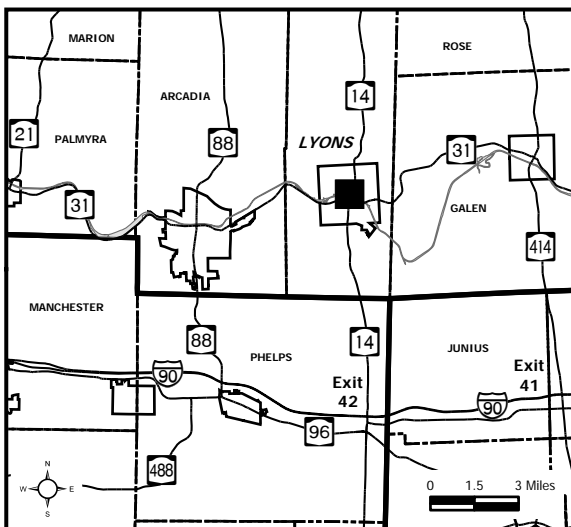 MARION
ROSE
ARCADIA
14
21
88
LYONS
31
PALMYRA
31
GALEN
414
MANCHESTER
88
PHELPS
14
JUNIUS
90
Exit
42
Exit
41
90
96
488
N
W E
S
0 1.5 3 Miles